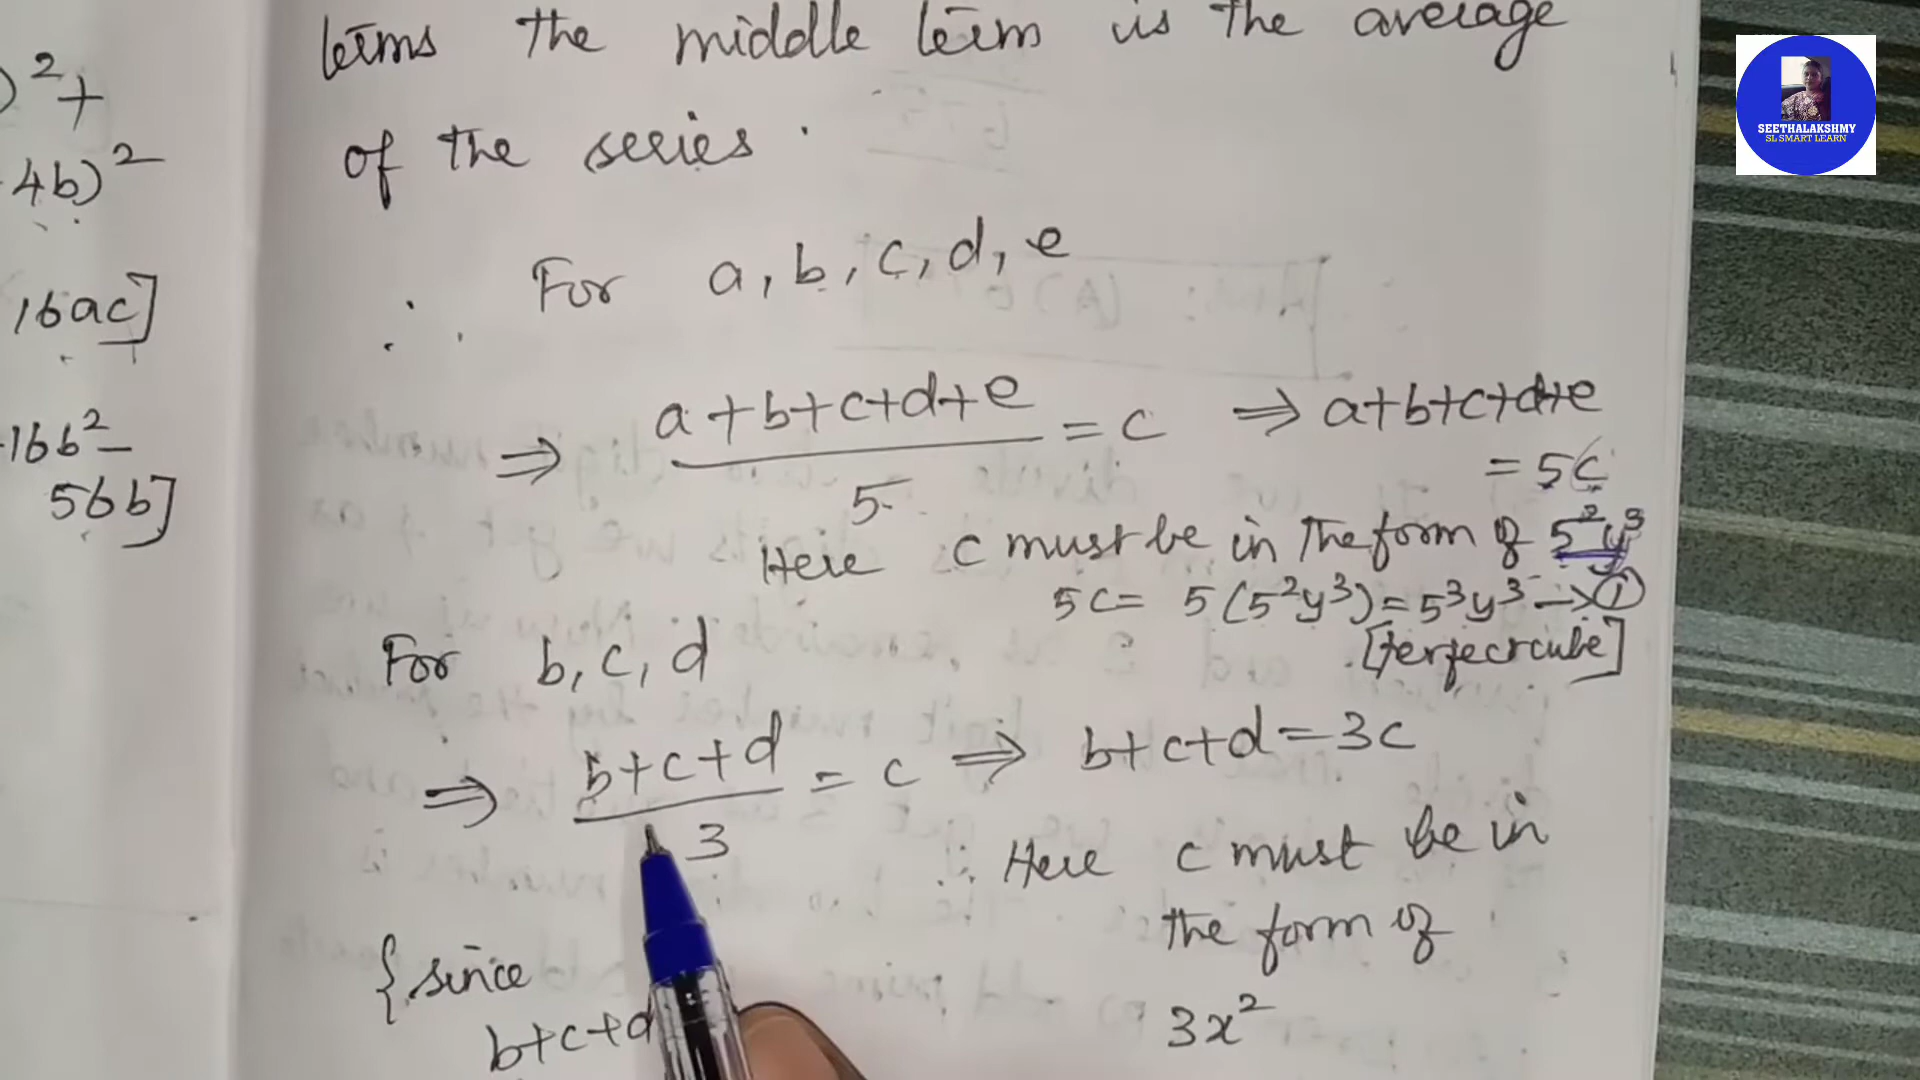 )²+
4b)²
16ac]
-16b²-
56b]
terms the middle term is the average
of the series.
∴ For a, b, c, d, e
⇒ a+b+c+d+e / 5 = c ⇒ a+b+c+d+e
= 5c
Here c must be in the form of 5²y³
5c = 5(5²y³) = 5³y³ → ①
[perfect cube]
For b, c, d
⇒ b+c+d / 3 = c ⇒ b+c+d = 3c
∴ Here c must be in
the form of
3x²
{since
b+c+d
SEETHALAKSHMY
SL SMART LEARN